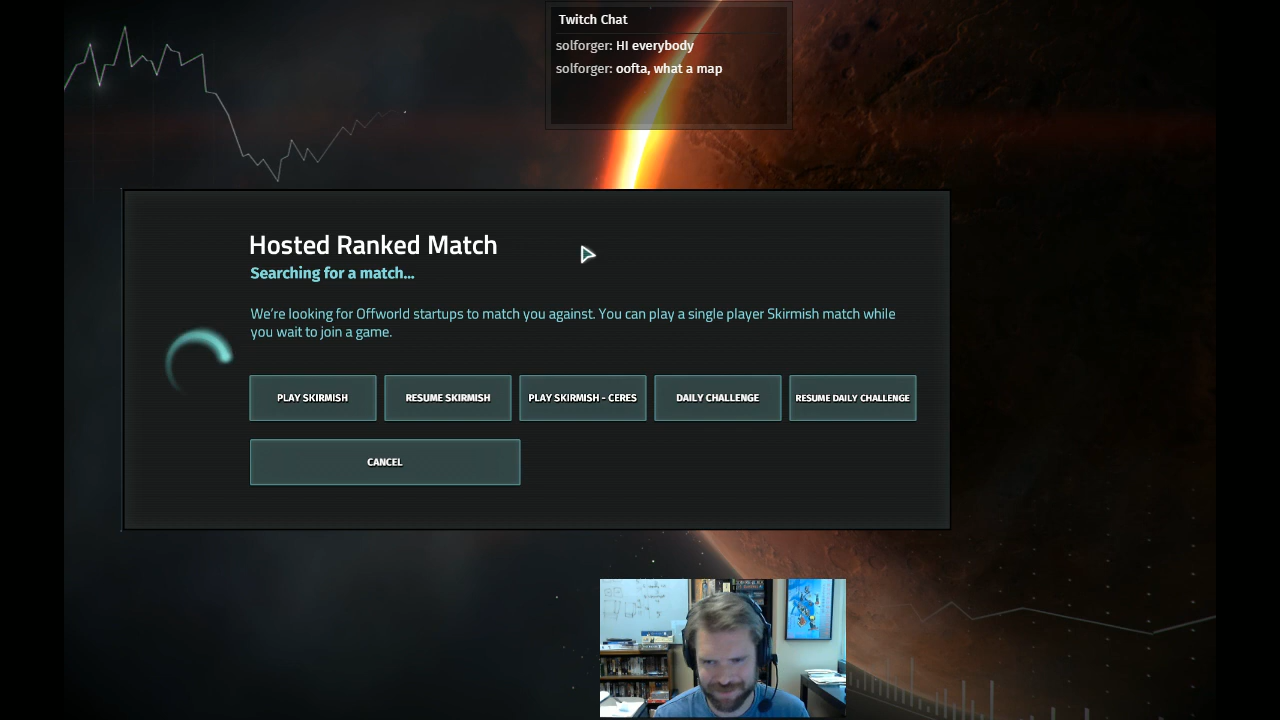 Twitch Chat
solforger: HI everybody
solforger: oofta, what a map
Hosted Ranked Match
Searching for a match...
We're looking for Offworld startups to match you against. You can play a single player Skirmish match while
you wait to join a game.
PLAY SKIRMISH
RESUME SKIRMISH
PLAY SKIRMISH - CERES
DAILY CHALLENGE
RESUME DAILY CHALLENGE
CANCEL